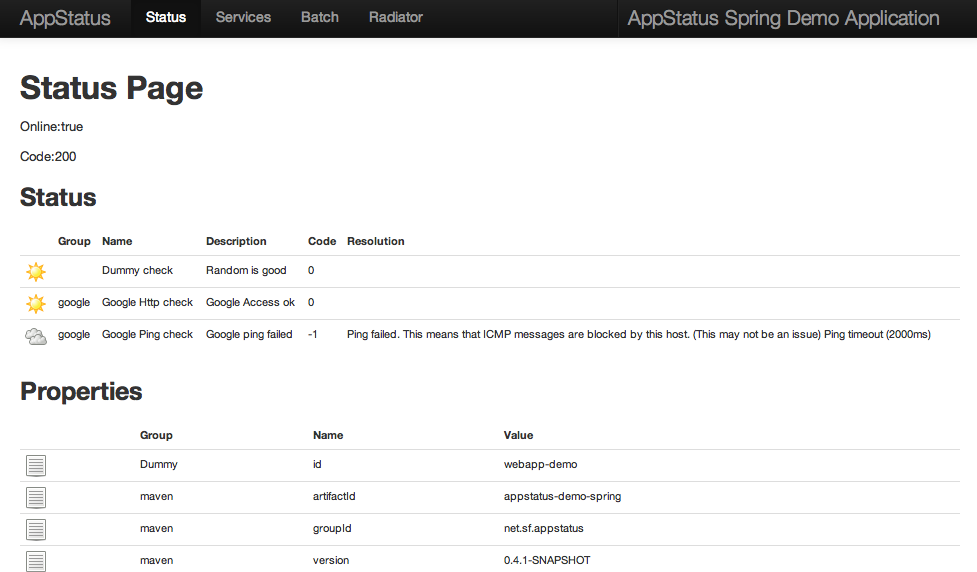 AppStatus Status Services Batch Radiator AppStatus Spring Demo Application
Status Page
Online:true
Code:200
Status
Group Name Description Code Resolution
Dummy check Random is good 0
google Google Http check Google Access ok 0
google Google Ping check Google ping failed -1 Ping failed. This means that ICMP messages are blocked by this host. (This may not be an issue) Ping timeout (2000ms)
Properties
Group Name Value
Dummy id webapp-demo
maven artifactId appstatus-demo-spring
maven groupId net.sf.appstatus
maven version 0.4.1-SNAPSHOT